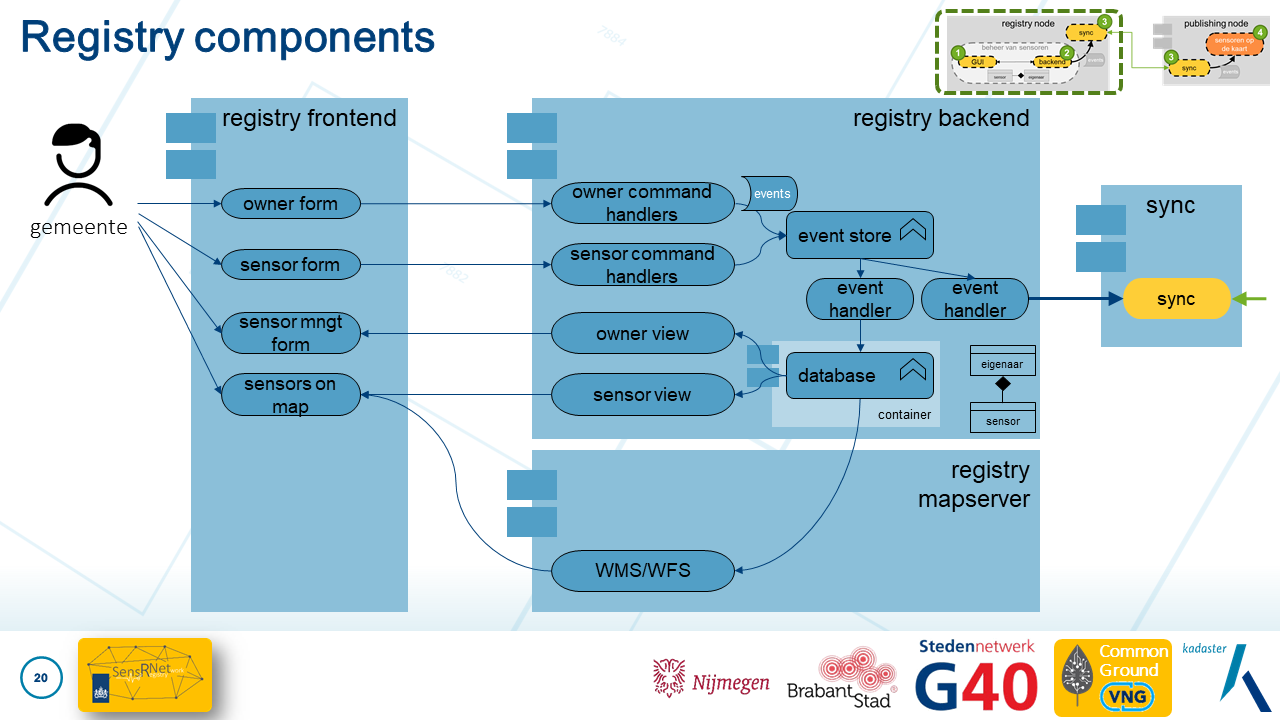 Registry components
7884
registry node
sync
3
beheer van sensoren
1
GUI
2
backend
events
sensor
eigenaar
publishing node
4
sensoren op
de kaart
3
sync
events
registry frontend
registry backend
gemeente
owner form
sensor form
sensor mngt
form
sensors on
map
owner command
handlers
events
sensor command
handlers
event store
event
handler
event
handler
owner view
sensor view
database
container
eigenaar
sensor
sync
sync
7882
registry
mapserver
WMS/WFS
20
SensRNet
Nijmegen
BrabantStad
Stedennetwerk
G40
Common
Ground
VNG
kadaster